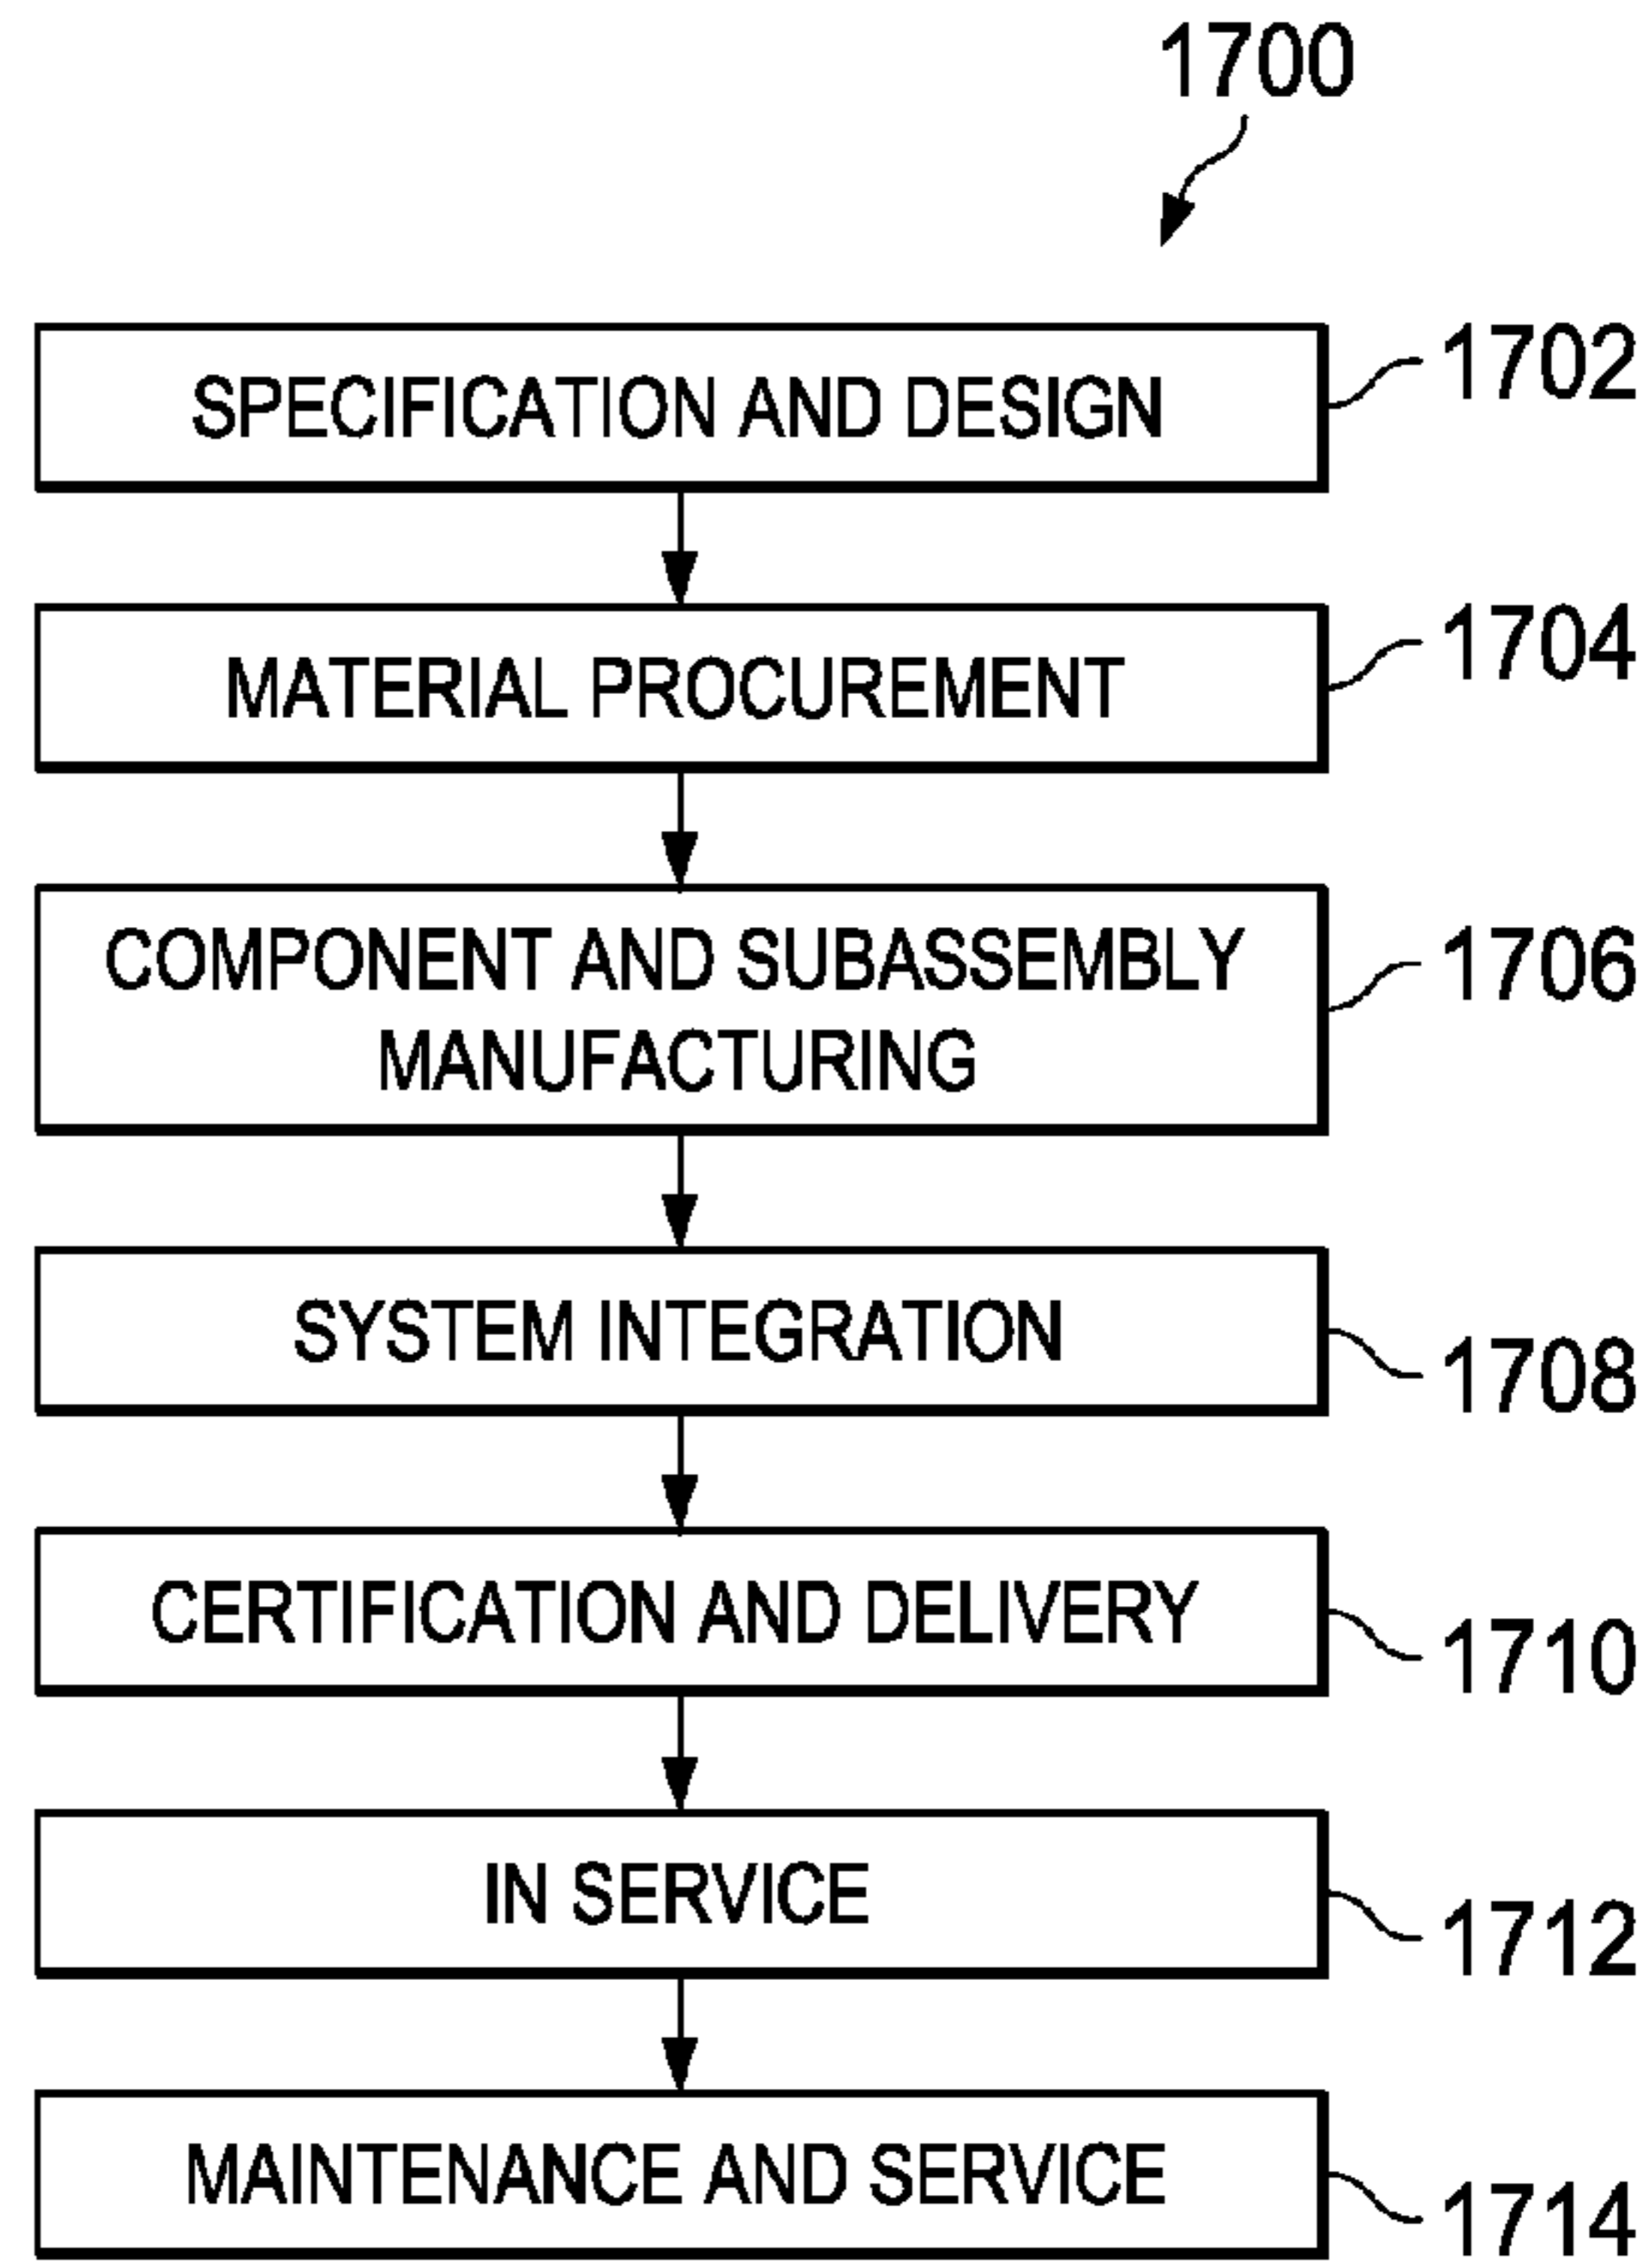 1700
SPECIFICATION AND DESIGN
1702
MATERIAL PROCUREMENT
1704
COMPONENT AND SUBASSEMBLY
MANUFACTURING
1706
SYSTEM INTEGRATION
1708
CERTIFICATION AND DELIVERY
1710
IN SERVICE
1712
MAINTENANCE AND SERVICE
1714